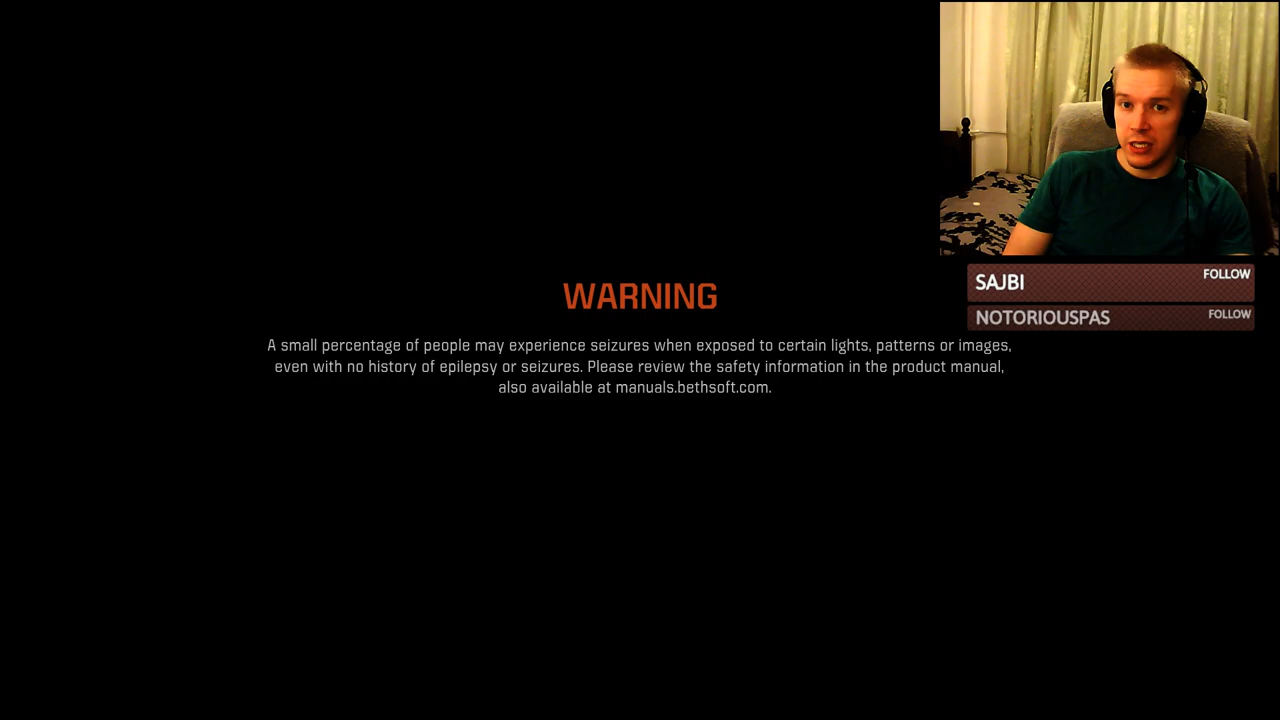 WARNING
A small percentage of people may experience seizures when exposed to certain lights, patterns or images,
even with no history of epilepsy or seizures. Please review the safety information in the product manual,
also available at manuals.bethsoft.com.
SAJBI FOLLOW
NOTORIOUSPAS FOLLOW